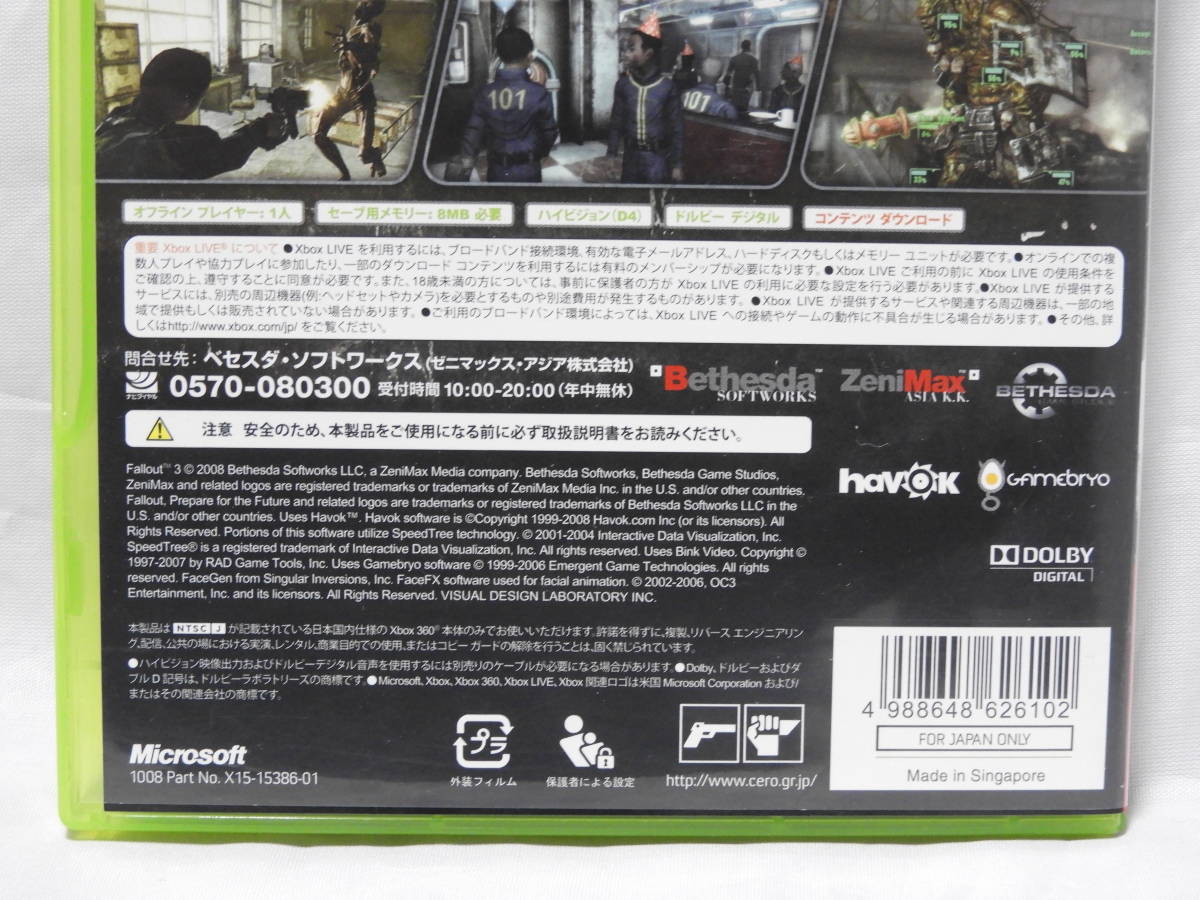 101
101
95%
オフライン プレイヤー: 1人
セーブ用メモリー: 8MB 必要
ハイビジョン(D4)
ドルビー デジタル
コンテンツ ダウンロード
重要 Xbox LIVE® について ●Xbox LIVE を利用するには、ブロードバンド接続環境、有効な電子メールアドレス、ハードディスクもしくはメモリー ユニットが必要です。●オンラインでの複
数人プレイや協力プレイに参加したり、一部のダウンロード コンテンツを利用するには有料のメンバーシップが必要になります。●Xbox LIVE ご利用の前に Xbox LIVE の使用条件を
ご確認の上、遵守することに同意が必要です。また、18歳未満の方については、事前に保護者の方が Xbox LIVE の利用に必要な設定を行う必要があります。●Xbox LIVE が提供する
サービスには、別売の周辺機器(例:ヘッドセットやカメラ)を必要とするものや別途費用が発生するものがあります。●Xbox LIVE が提供するサービスや関連する周辺機器は、一部の地
域で提供もしくは販売されていない場合があります。●ご利用のブロードバンド環境によっては、Xbox LIVE への接続やゲームの動作に不具合が生じる場合があります。●その他、詳
しくはhttp://www.xbox.com/jp/ をご覧ください。
問合せ先: ベセスダ・ソフトワークス (ゼニマックス・アジア株式会社)
ナビダイヤル 0570-080300 受付時間 10:00-20:00 (年中無休)
Bethesda™
SOFTWORKS
ZeniMax™
ASIA K.K.
BETHESDA
注意 安全のため、本製品をご使用になる前に必ず取扱説明書をお読みください。
Fallout™ 3 © 2008 Bethesda Softworks LLC, a ZeniMax Media company. Bethesda Softworks, Bethesda Game Studios,
ZeniMax and related logos are registered trademarks or trademarks of ZeniMax Media Inc. in the U.S. and/or other countries.
Fallout, Prepare for the Future and related logos are trademarks or registered trademarks of Bethesda Softworks LLC in the
U.S. and/or other countries. Uses Havok™. Havok software is ©Copyright 1999-2008 Havok.com Inc (or its licensors). All
Rights Reserved. Portions of this software utilize SpeedTree technology. © 2001-2004 Interactive Data Visualization, Inc.
SpeedTree® is a registered trademark of Interactive Data Visualization, Inc. All rights reserved. Uses Bink Video. Copyright ©
1997-2007 by RAD Game Tools, Inc. Uses Gamebryo software © 1999-2006 Emergent Game Technologies. All rights
reserved. FaceGen from Singular Inversions, Inc. FaceFX software used for facial animation. © 2002-2006, OC3
Entertainment, Inc. and its licensors. All Rights Reserved. VISUAL DESIGN LABORATORY INC.
havok
GAMEBRYO
DOLBY
DIGITAL
本製品は NTSC J が記載されている日本国内仕様の Xbox 360® 本体のみでお使いいただけます。許諾を得ずに、複製、リバース エンジニアリン
グ、配信、公共の場における実演、レンタル、商業目的での使用、またはコピー ガードの解除を行うことは、固く禁じられています。
●ハイビジョン映像出力およびドルビーデジタル音声を使用するには別売りのケーブルが必要になる場合があります。●Dolby、ドルビーおよびダ
ブル D 記号は、ドルビーラボラトリーズの商標です。●Microsoft, Xbox, Xbox 360, Xbox LIVE, Xbox 関連ロゴは米国 Microsoft Corporation および/
またはその関連会社の商標です。
Microsoft
1008 Part No. X15-15386-01
プラ
外装フィルム
保護者による設定
http://www.cero.gr.jp/
4 988648 626102
FOR JAPAN ONLY
Made in Singapore